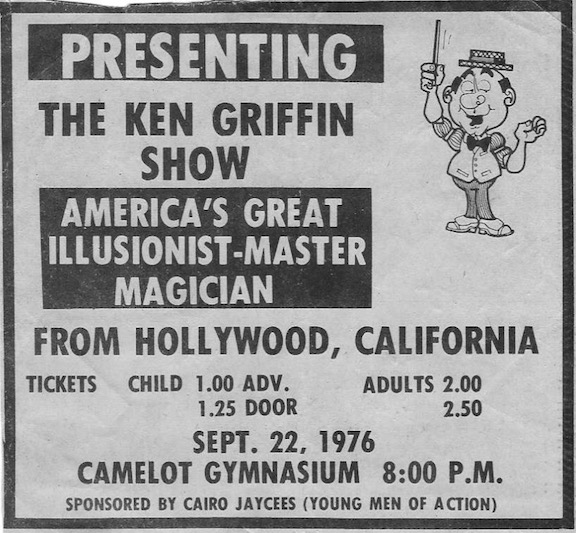 PRESENTING
THE KEN GRIFFIN
SHOW
AMERICA'S GREAT
ILLUSIONIST-MASTER
MAGICIAN
FROM HOLLYWOOD, CALIFORNIA
TICKETS CHILD 1.00 ADV. ADULTS 2.00
1.25 DOOR 2.50
SEPT. 22, 1976
CAMELOT GYMNASIUM 8:00 P.M.
SPONSORED BY CAIRO JAYCEES (YOUNG MEN OF ACTION)